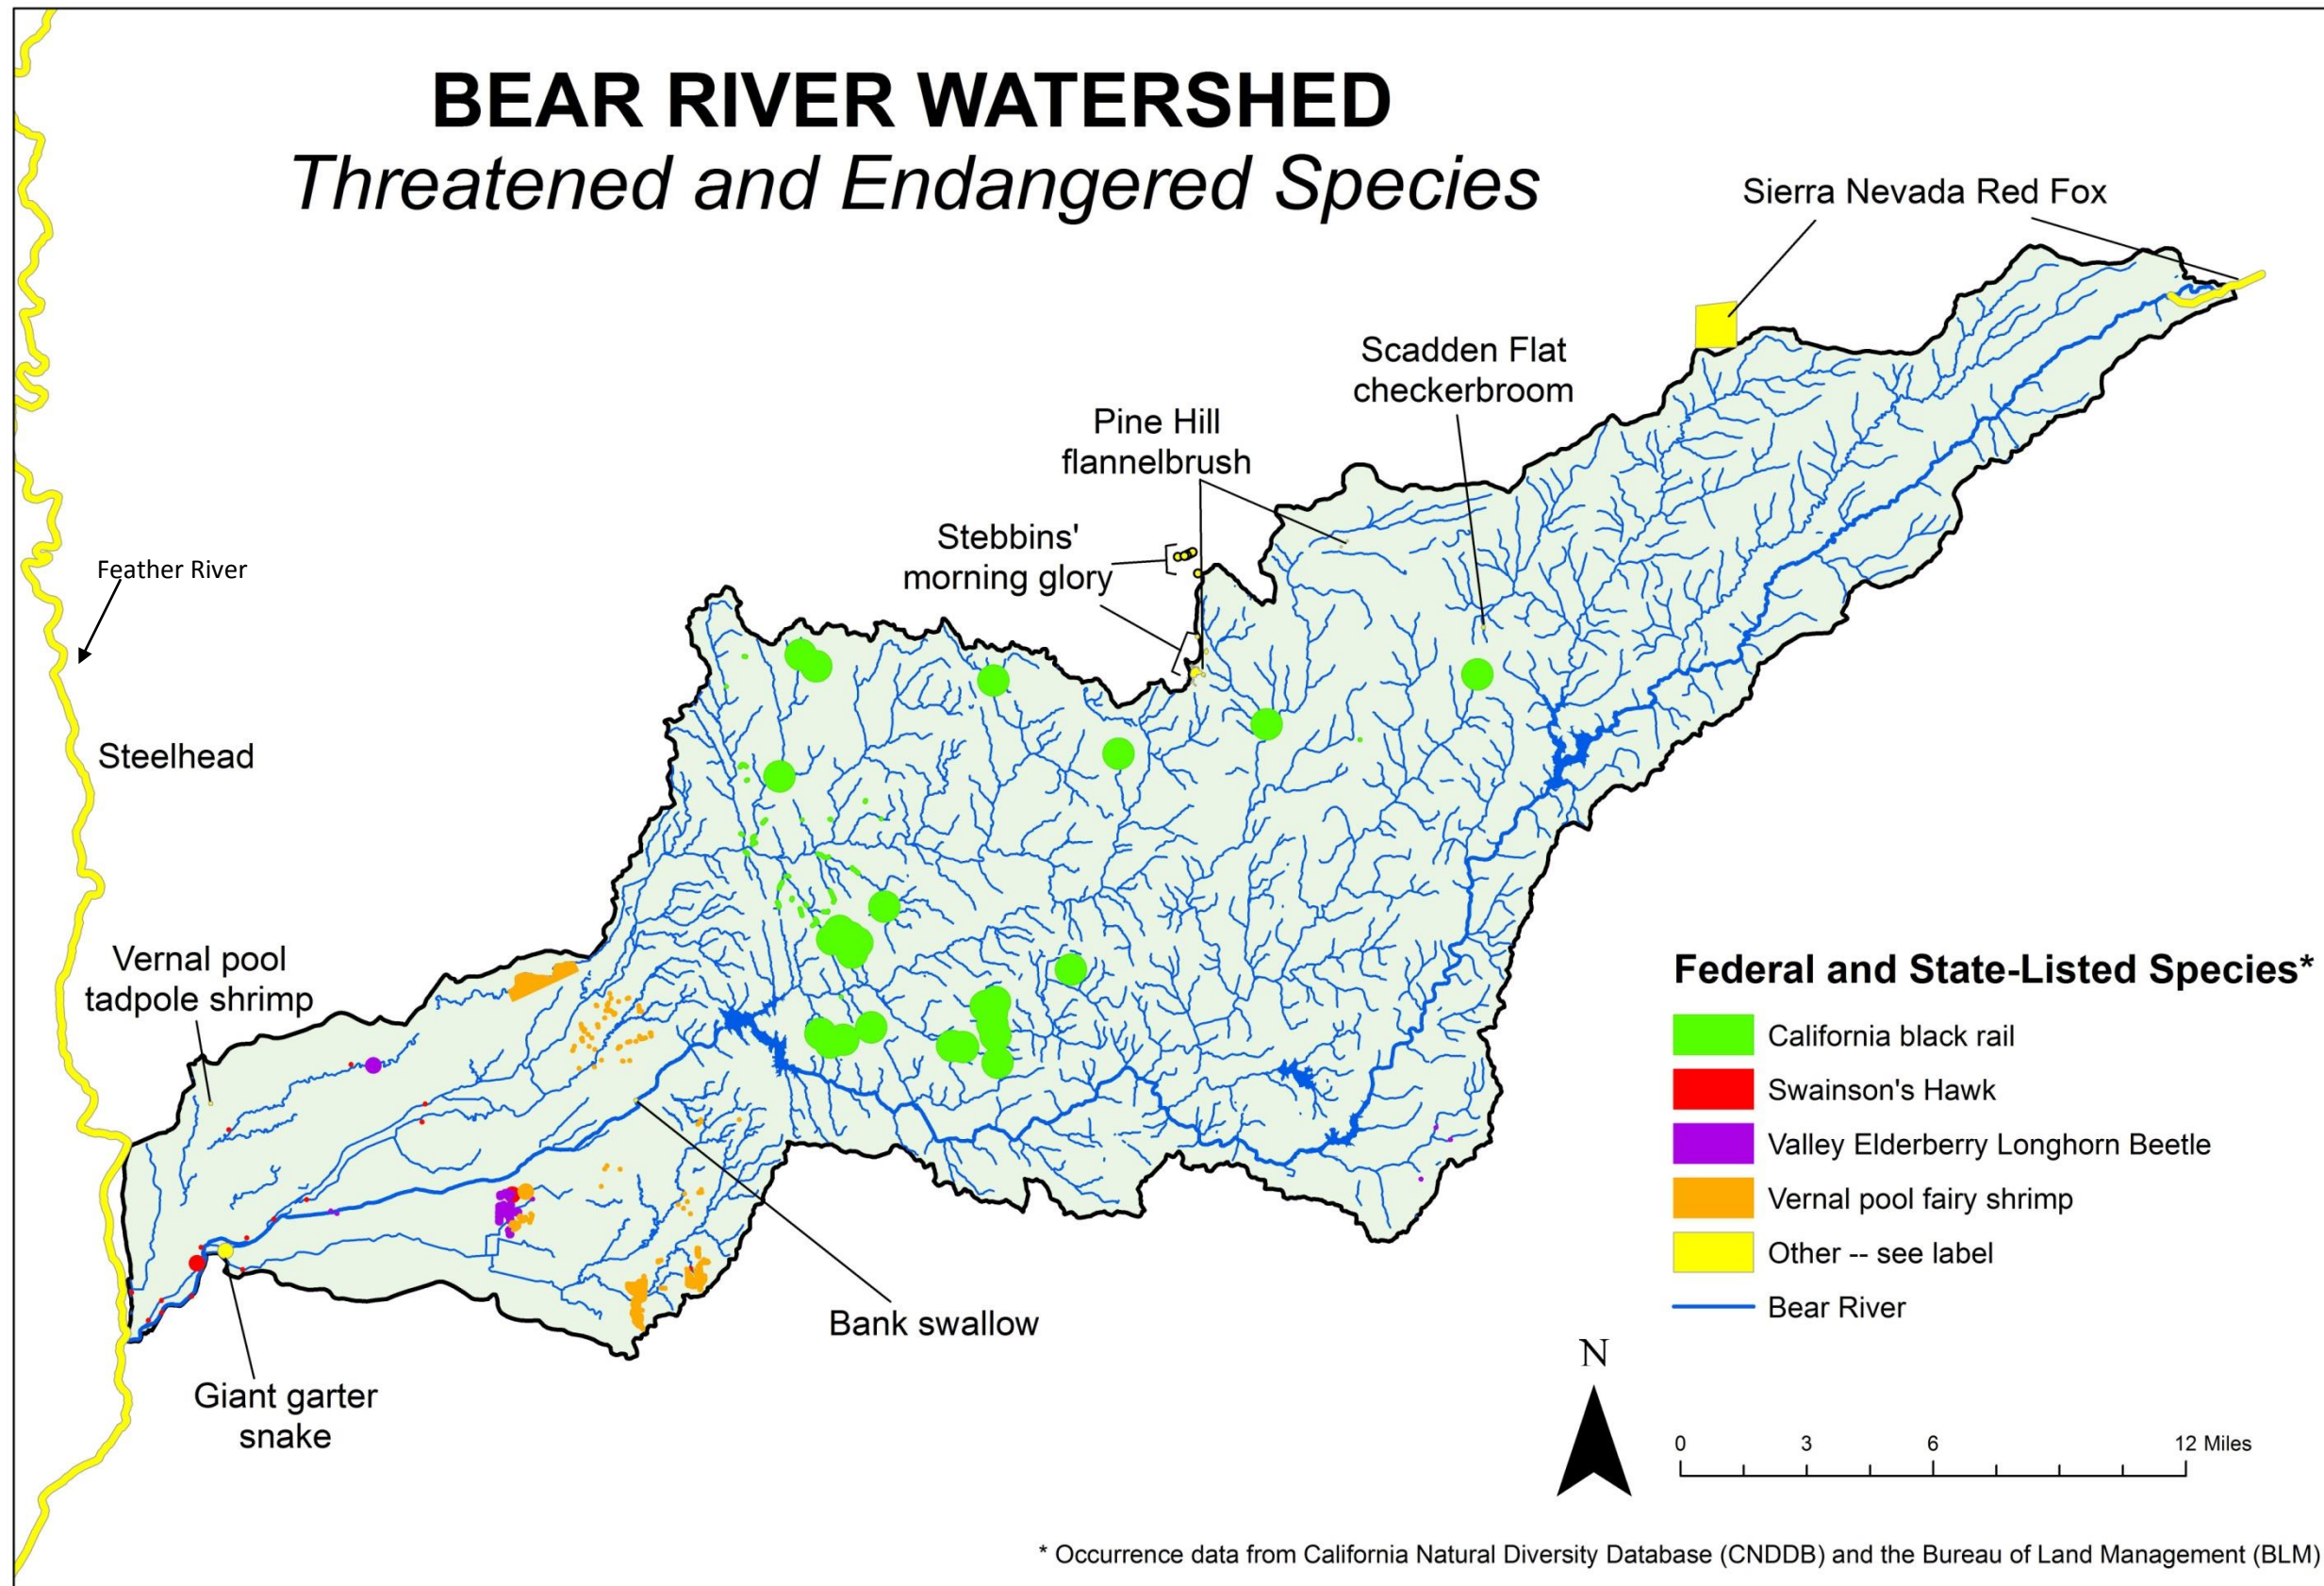 BEAR RIVER WATERSHED
Threatened and Endangered Species
Sierra Nevada Red Fox
Scadden Flat
checkerbroom
Pine Hill
flannelbrush
Stebbins'
morning glory
Feather River
Steelhead
Vernal pool
tadpole shrimp
Bank swallow
Giant garter
snake
Federal and State-Listed Species*
California black rail
Swainson's Hawk
Valley Elderberry Longhorn Beetle
Vernal pool fairy shrimp
Other -- see label
Bear River
N
0 3 6 12 Miles
* Occurrence data from California Natural Diversity Database (CNDDB) and the Bureau of Land Management (BLM)